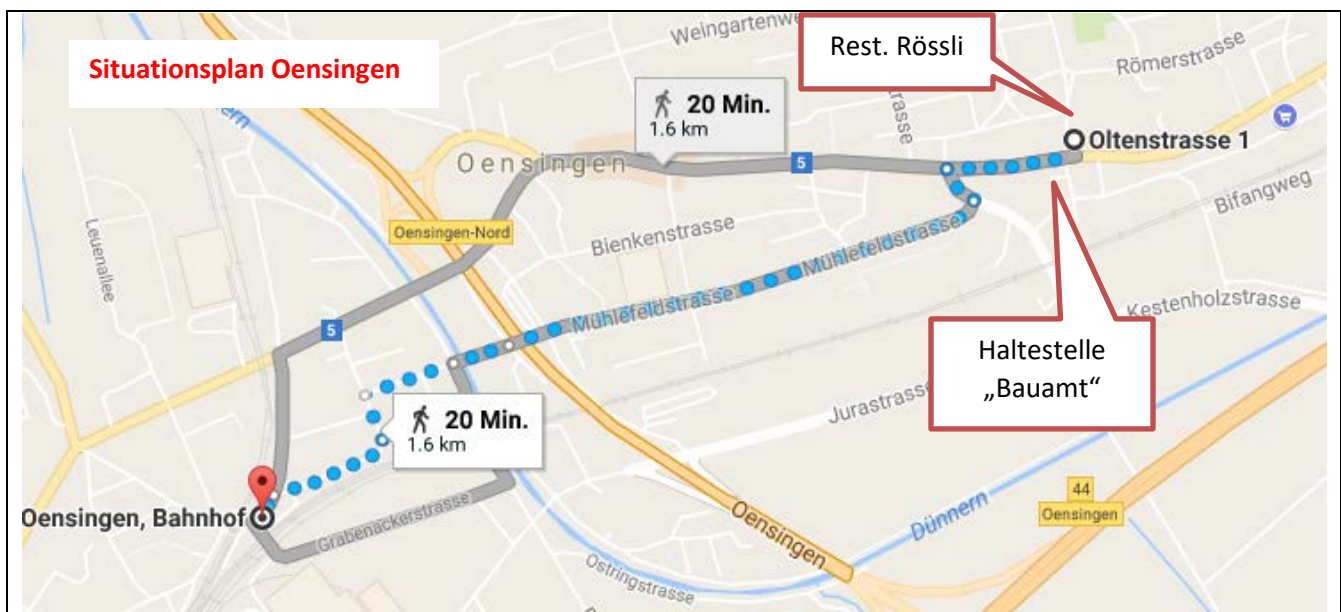 Situationsplan Oensingen
Weingartenwe
Rest. Rössli
Römerstrasse
20 Min.
1.6 km
trasse
Oltenstrasse 1
Oensingen
5
Bifangweg
Leuenallee
Oensingen-Nord
Bienkenstrasse
Mühlefeldstrasse
Mühlefeldstrasse
Kestenholzstrasse
5
Haltestelle
„Bauamt“
Jurastrasse
20 Min.
1.6 km
44
Oensingen
Oensingen, Bahnhof
Grabenackerstrasse
Oensingen
Dünnern
Ostringstrasse